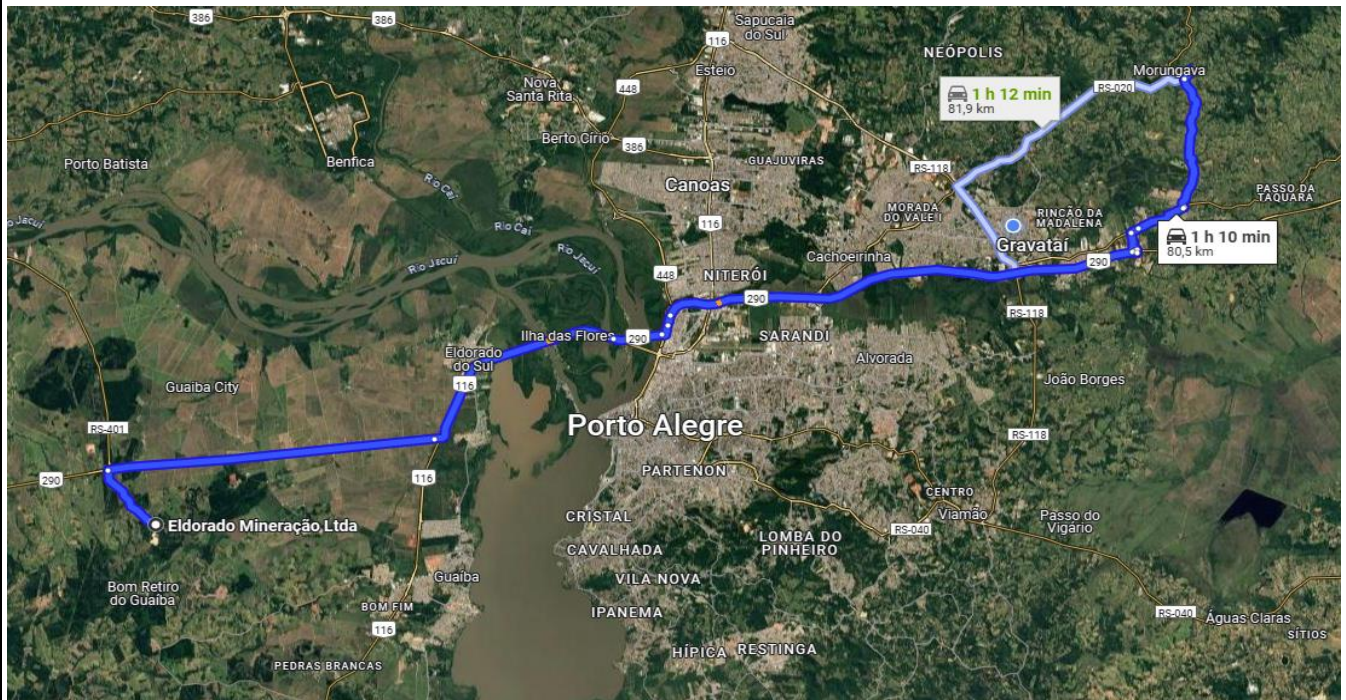 386
386
Sapucaia
do Sul
116
NEÓPOLIS
Esteio
Morungava
Nova
Santa Rita
448
1 h 12 min
81,9 km
RS-020
Berto Círio
386
Porto Batista
Benfica
GUAJUVIRAS
RS-118
Rio Caí
Canoas
PASSO DA
TAQUARA
MORADA
DO VALE I
RINCÃO DA
MADALENA
Rio Jacuí
Rio Caí
116
Gravataí
1 h 10 min
80,5 km
Rio Jacuí
Rio Jacuí
Cachoeirinha
290
448
NITERÓI
290
RS-118
Ilha das Flores
290
SARANDI
Eldorado
do Sul
Alvorada
116
João Borges
Guaiba City
RS-401
Porto Alegre
RS-118
290
116
PARTENON
CENTRO
Eldorado Mineração Ltda
CRISTAL
Viamão
Passo do
Vigário
RS-040
LOMBA DO
PINHEIRO
CAVALHADA
Guaíba
VILA NOVA
Bom Retiro
do Guaíba
BOM FIM
IPANEMA
RS-040
Águas Claras
116
SÍTIOS
HÍPICA
RESTINGA
PEDRAS BRANCAS